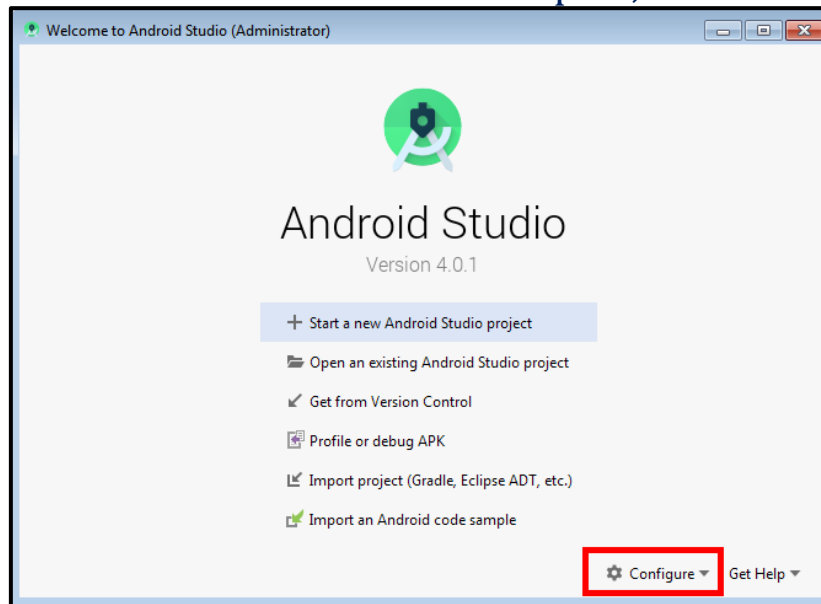 Welcome to Android Studio (Administrator)
Android Studio
Version 4.0.1
Start a new Android Studio project
Open an existing Android Studio project
Get from Version Control
Profile or debug APK
Import project (Gradle, Eclipse ADT, etc.)
Import an Android code sample
Configure Get Help